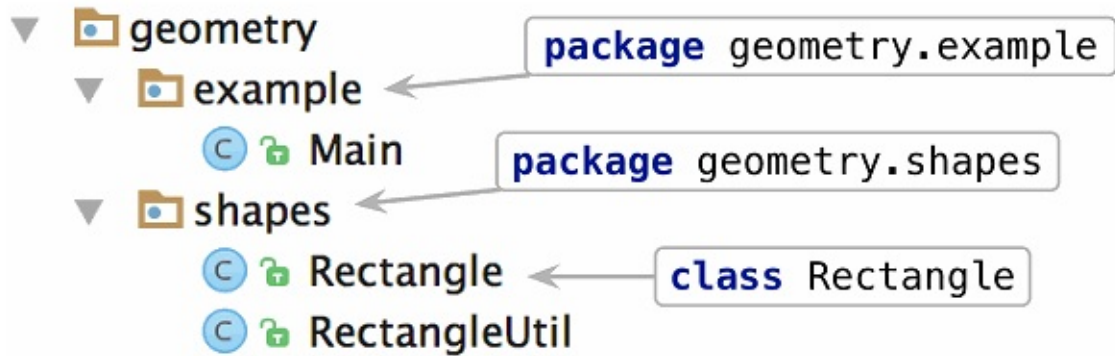 geometry
package geometry.example
example
Main
package geometry.shapes
shapes
Rectangle
class Rectangle
RectangleUtil